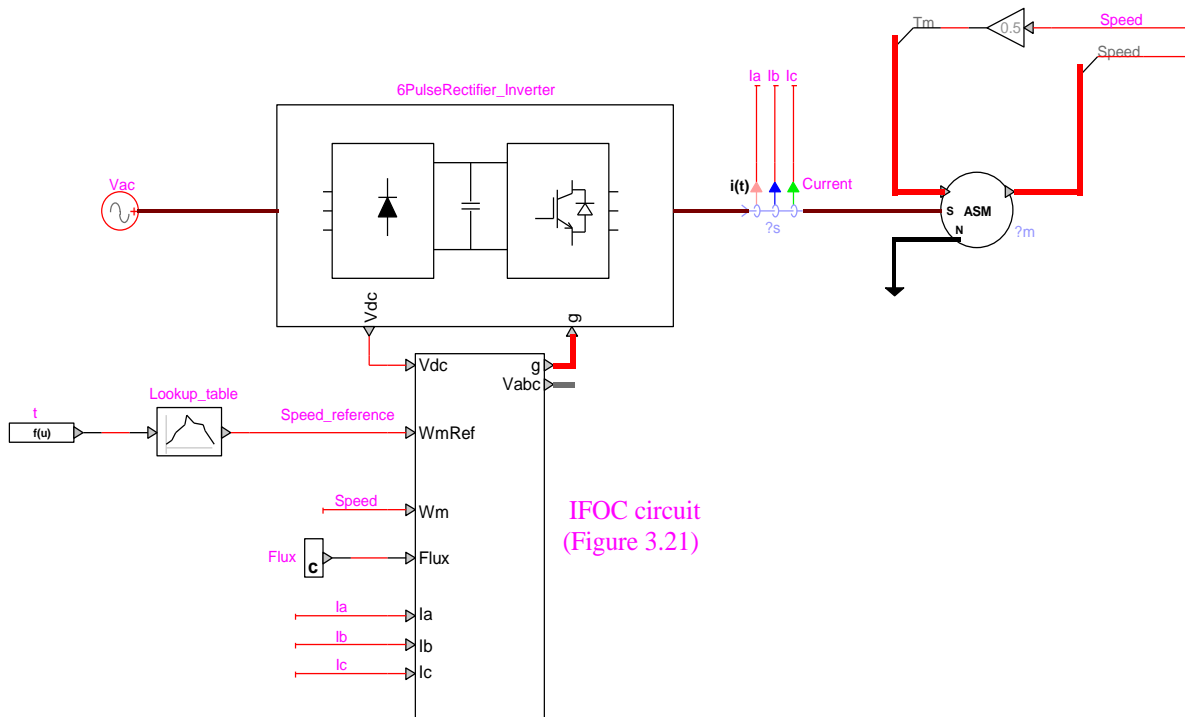 Tm
0.5
Speed
Speed
Ia Ib Ic
6PulseRectifier_Inverter
Vac
i(t)
Current
?s
S
ASM
N
?m
Vdc
g
Vdc
g
Vabc
Lookup_table
t
f(u)
Speed_reference
WmRef
Speed
Wm
IFOC circuit
(Figure 3.21)
Flux
c
Flux
Ia
Ia
Ib
Ib
Ic
Ic